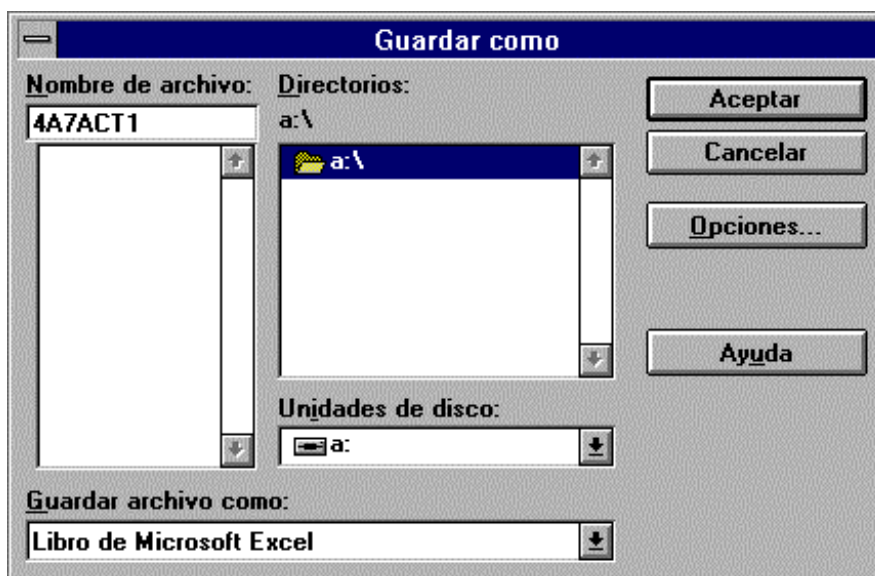 Guardar como
Nombre de archivo:
4A7ACT1
Directorios:
a:\
a:\
Unidades de disco:
a:
Guardar archivo como:
Libro de Microsoft Excel
Aceptar
Cancelar
Opciones...
Ayuda